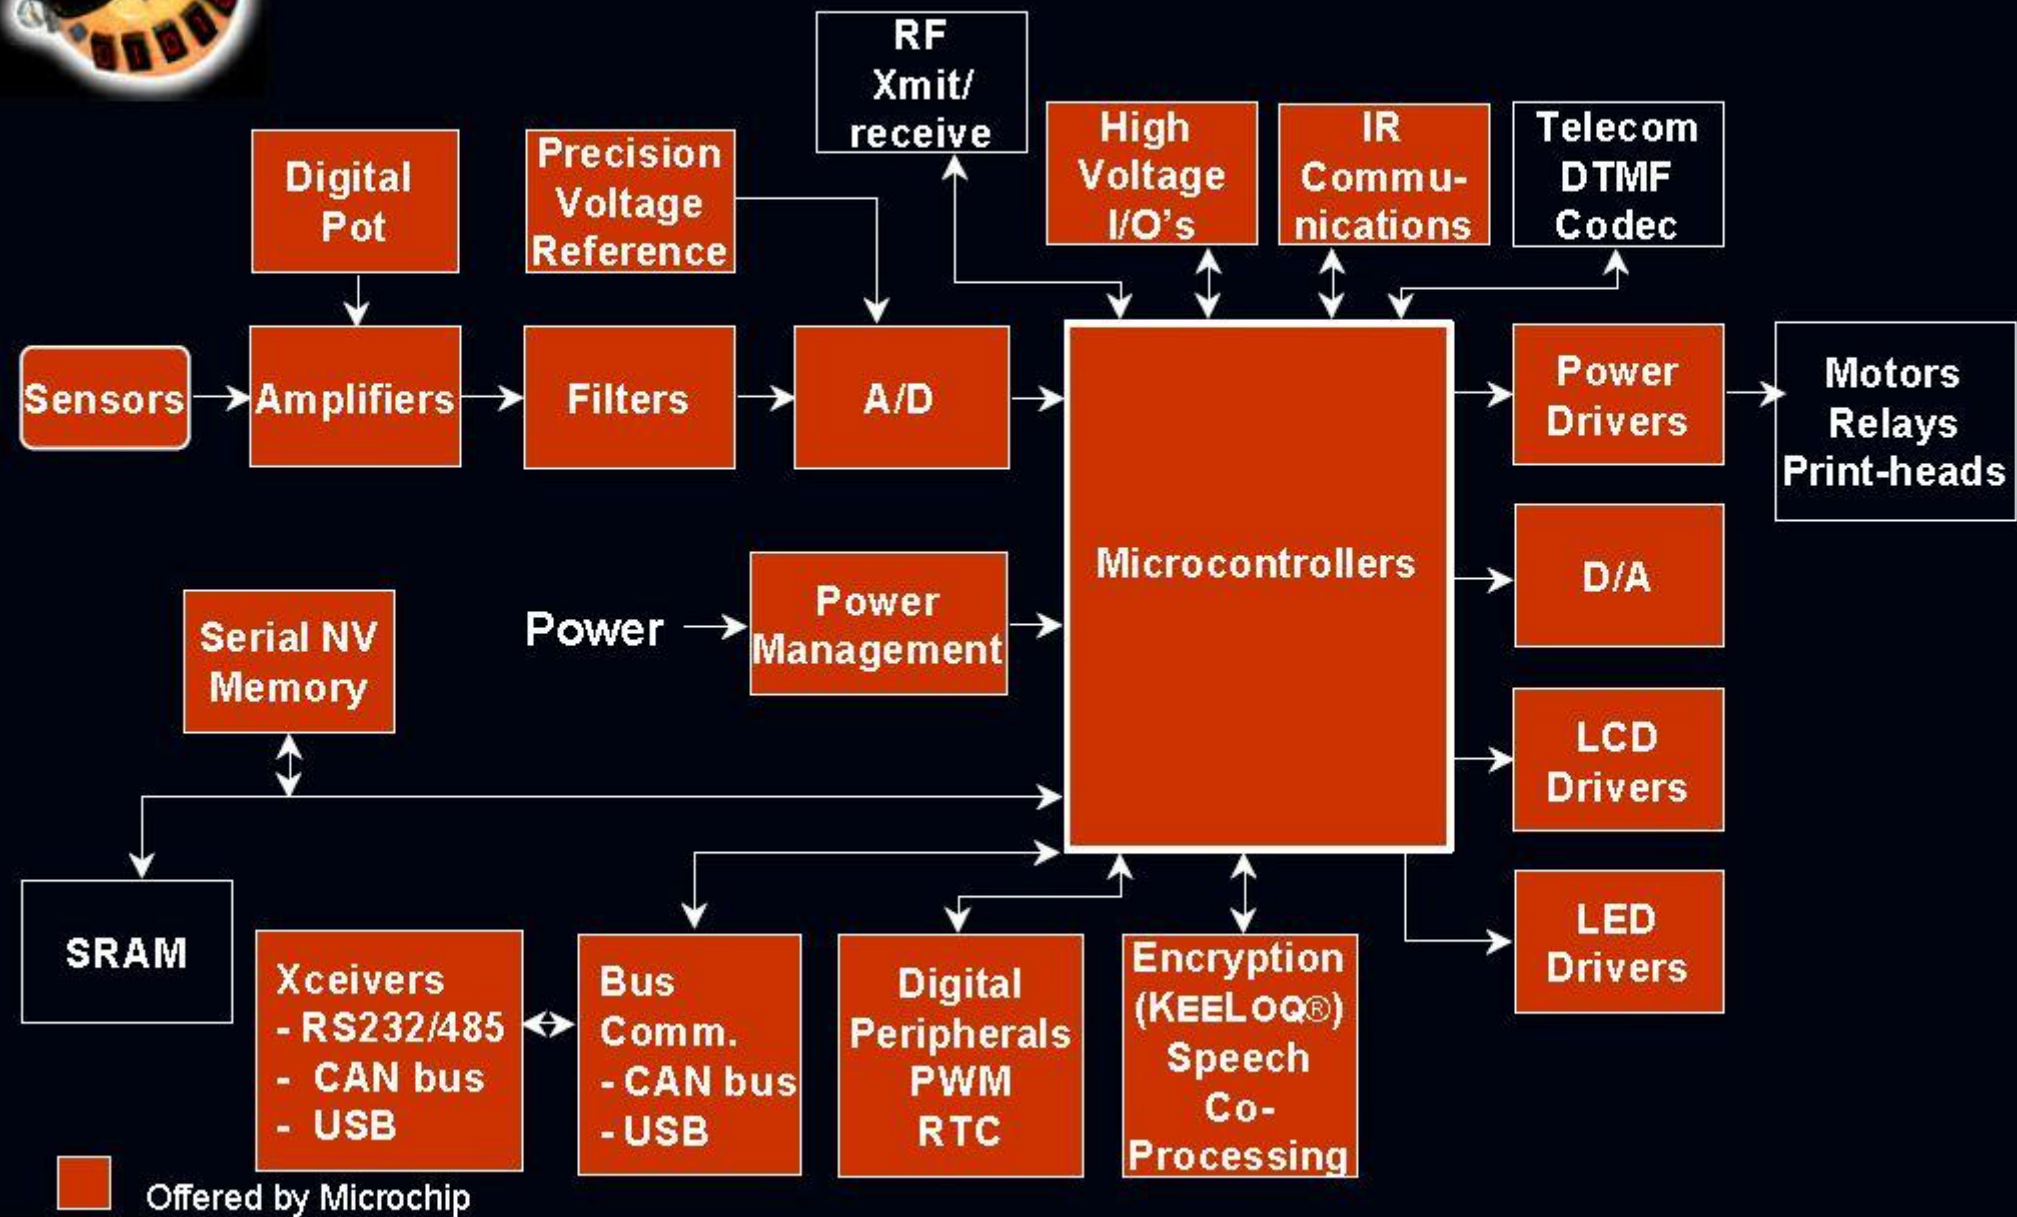 RF
Xmit/
receive
High
Voltage
I/O's
IR
Commu-
nications
Telecom
DTMF
Codec
Digital
Pot
Precision
Voltage
Reference
Sensors
Amplifiers
Filters
A/D
Microcontrollers
Power
Drivers
Motors
Relays
Print-heads
D/A
Power
Power
Management
Serial NV
Memory
LCD
Drivers
SRAM
LED
Drivers
Xceivers
- RS232/485
- CAN bus
- USB
Bus
Comm.
- CAN bus
- USB
Digital
Peripherals
PWM
RTC
Encryption
(KEELOQ®)
Speech
Co-
Processing
Offered by Microchip